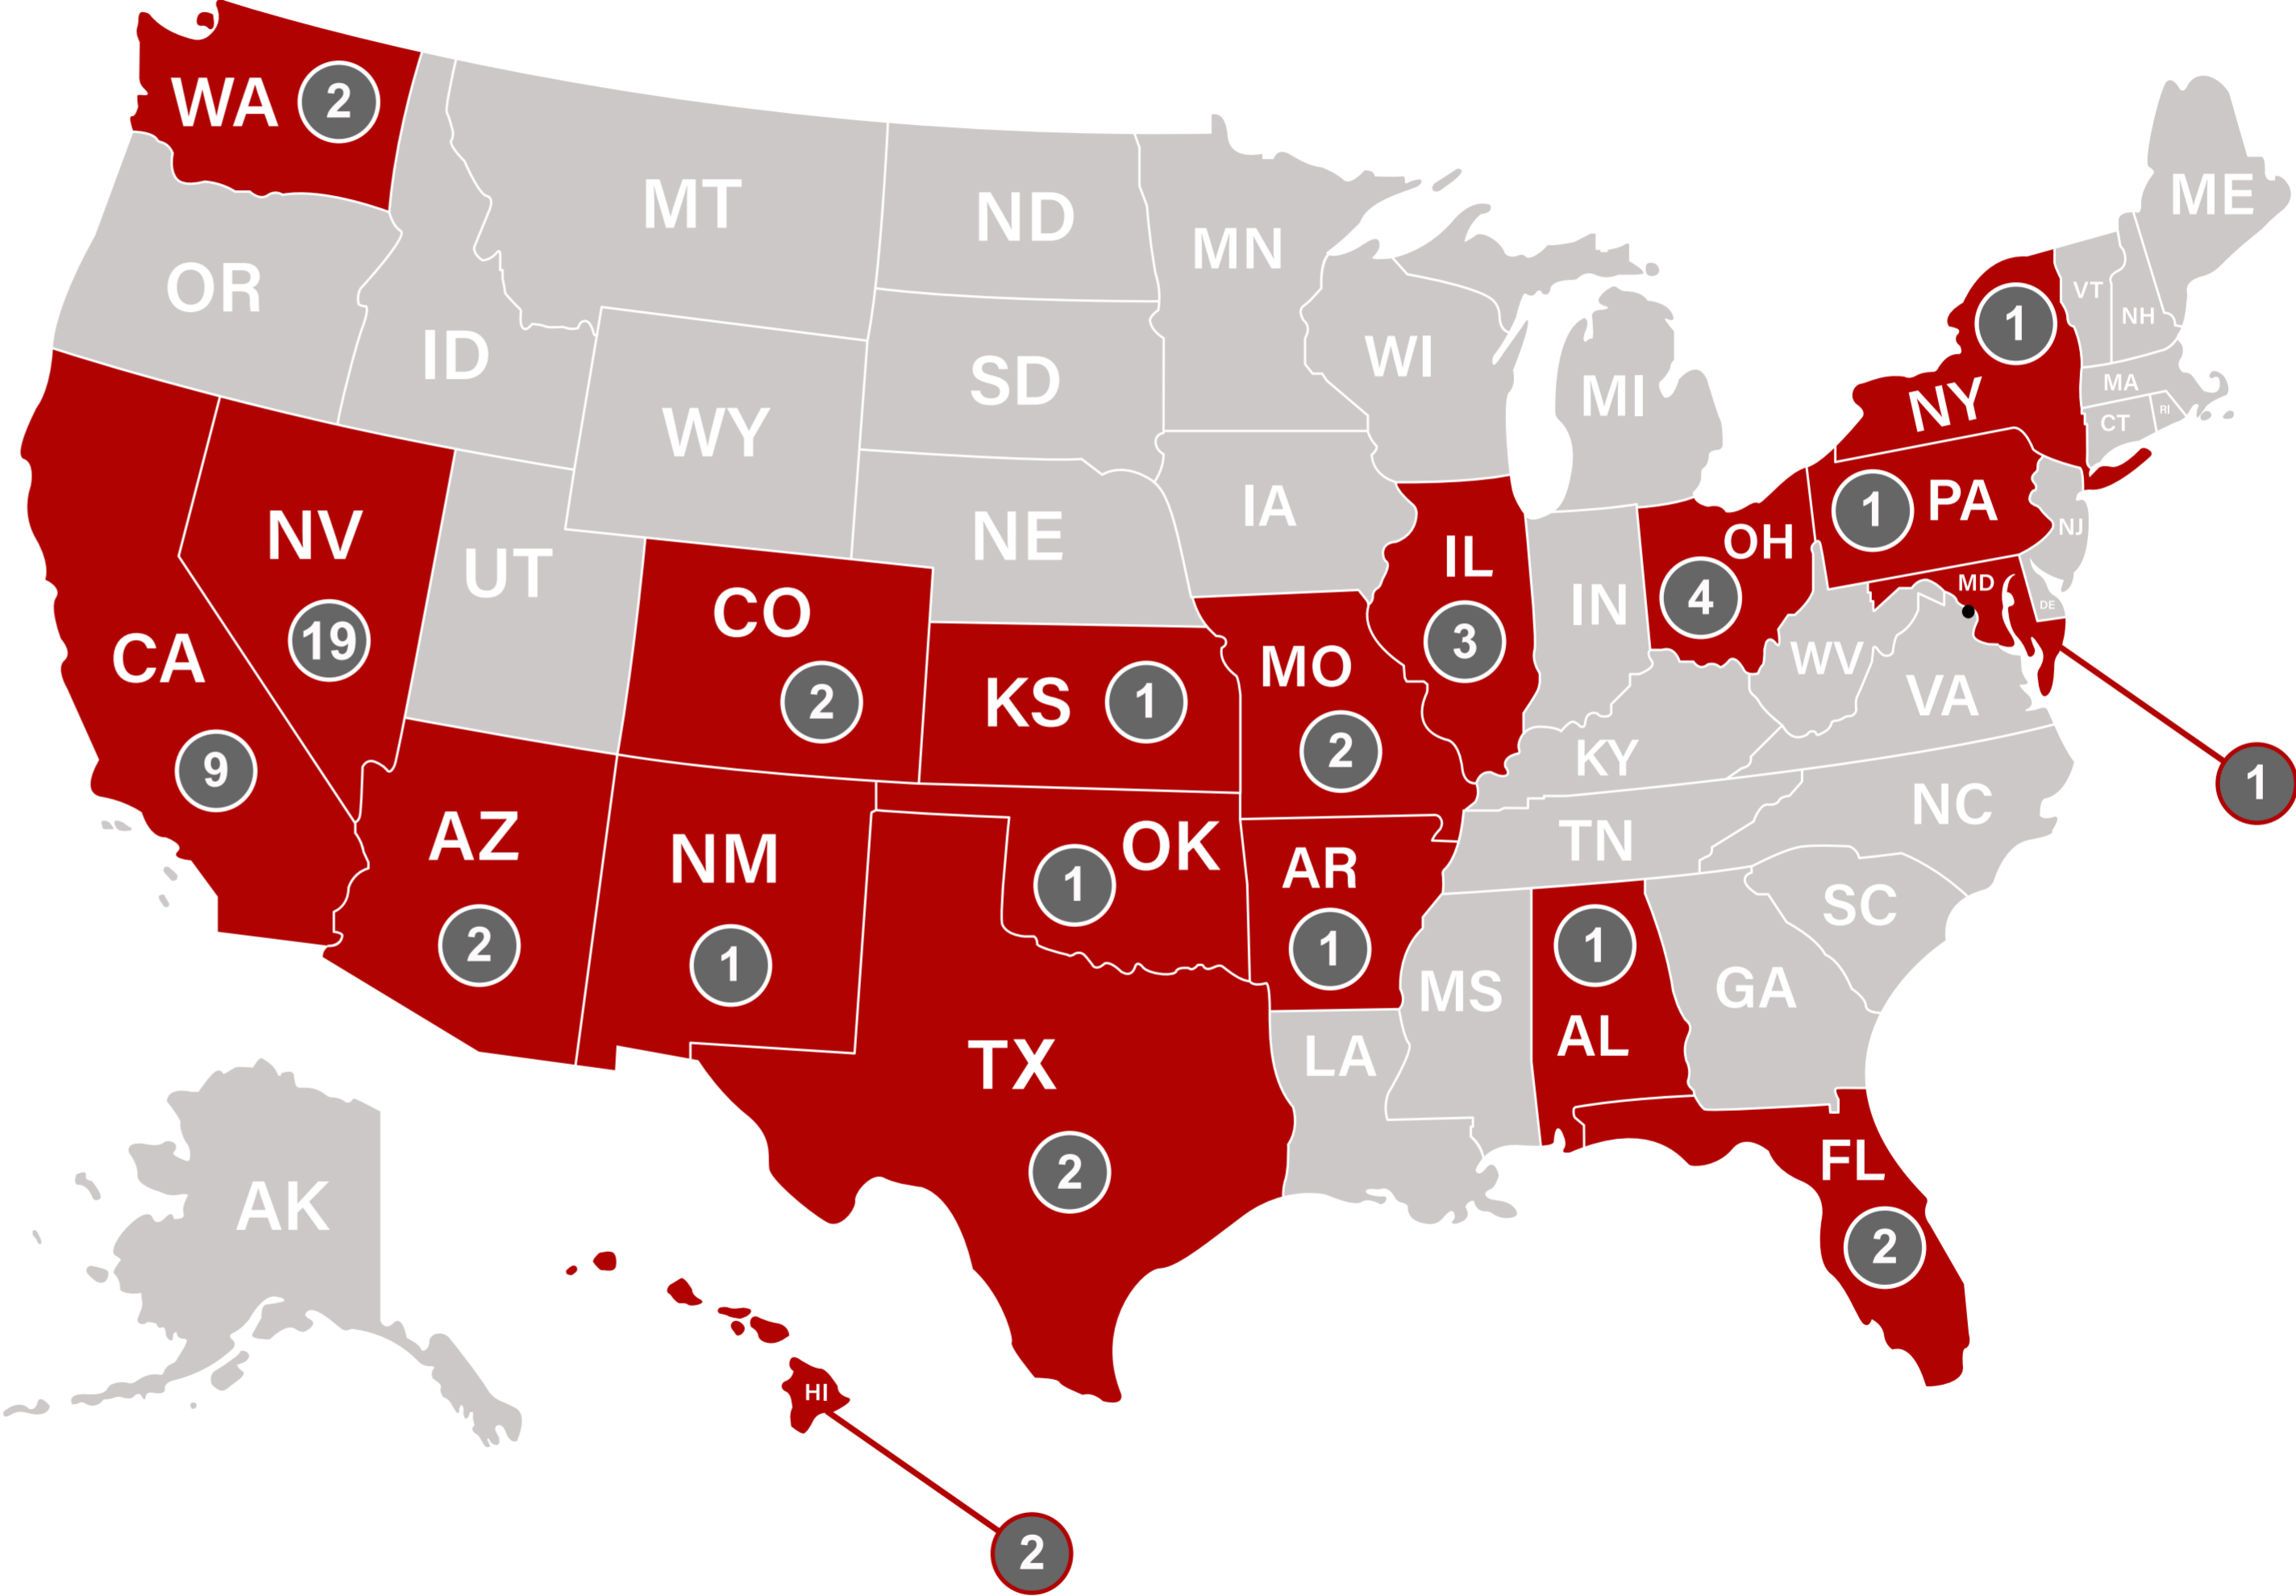 WA
2
MT
ND
MN
ME
OR
ID
SD
WI
MI
1
NY
VT
NH
MA
CT
RI
WY
NE
IA
NV
19
UT
CO
2
CA
9
KS
1
MO
2
IL
3
IN
OH
4
1
PA
NJ
MD
DE
WV
VA
1
KY
AZ
2
NM
1
OK
1
AR
1
TN
NC
SC
MS
1
AL
GA
LA
TX
2
FL
2
AK
HI
2